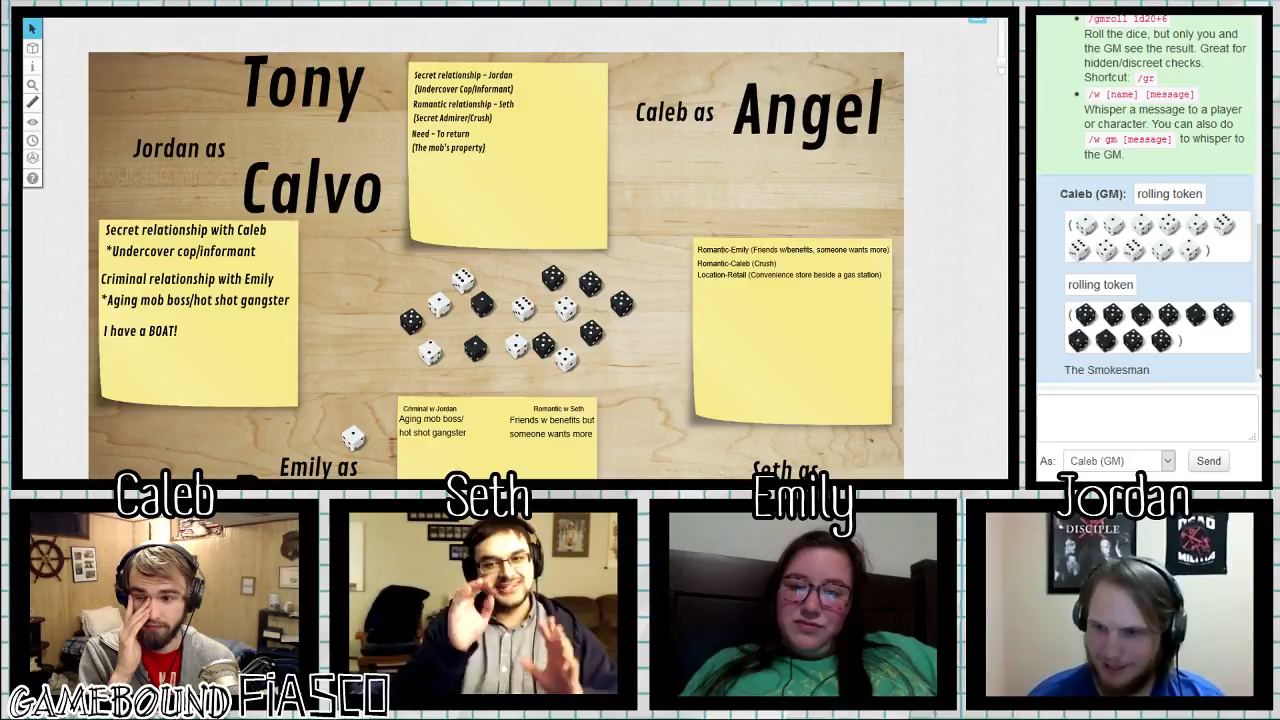 Tony
Calvo
Jordan as
Secret relationship - Jordan
(Undercover Cop/Informant)
Romantic relationship - Seth
(Secret Admirer/Crush)
Need - To return
(The mob's property)
Caleb as
Angel
Secret relationship with Caleb
*Undercover cop/informant
Criminal relationship with Emily
*Aging mob boss/hot shot gangster
I have a BOAT!
Romantic-Emily (Friends w/benefits, someone wants more)
Romantic-Caleb (Crush)
Location-Retail (Convenience store beside a gas station)
Criminal w Jordan
Aging mob boss/
hot shot gangster
Romantic w Seth
Friends w benefits but
someone wants more
Emily as
Seth as
/gmroll 1d20+6
Roll the dice, but only you and
the GM see the result. Great for
hidden/discreet checks.
Shortcut: /gr
/w [name] [message]
Whisper a message to a player
or character. You can also do
/w gm [message] to whisper to
the GM.
Caleb (GM): rolling token
( )
rolling token
( )
The Smokesman
As: Caleb (GM) Send
Caleb
Seth
Emily
Jordan
DISCIPLE
ROAD
MILITIA
GAMEBOUND FIASCO